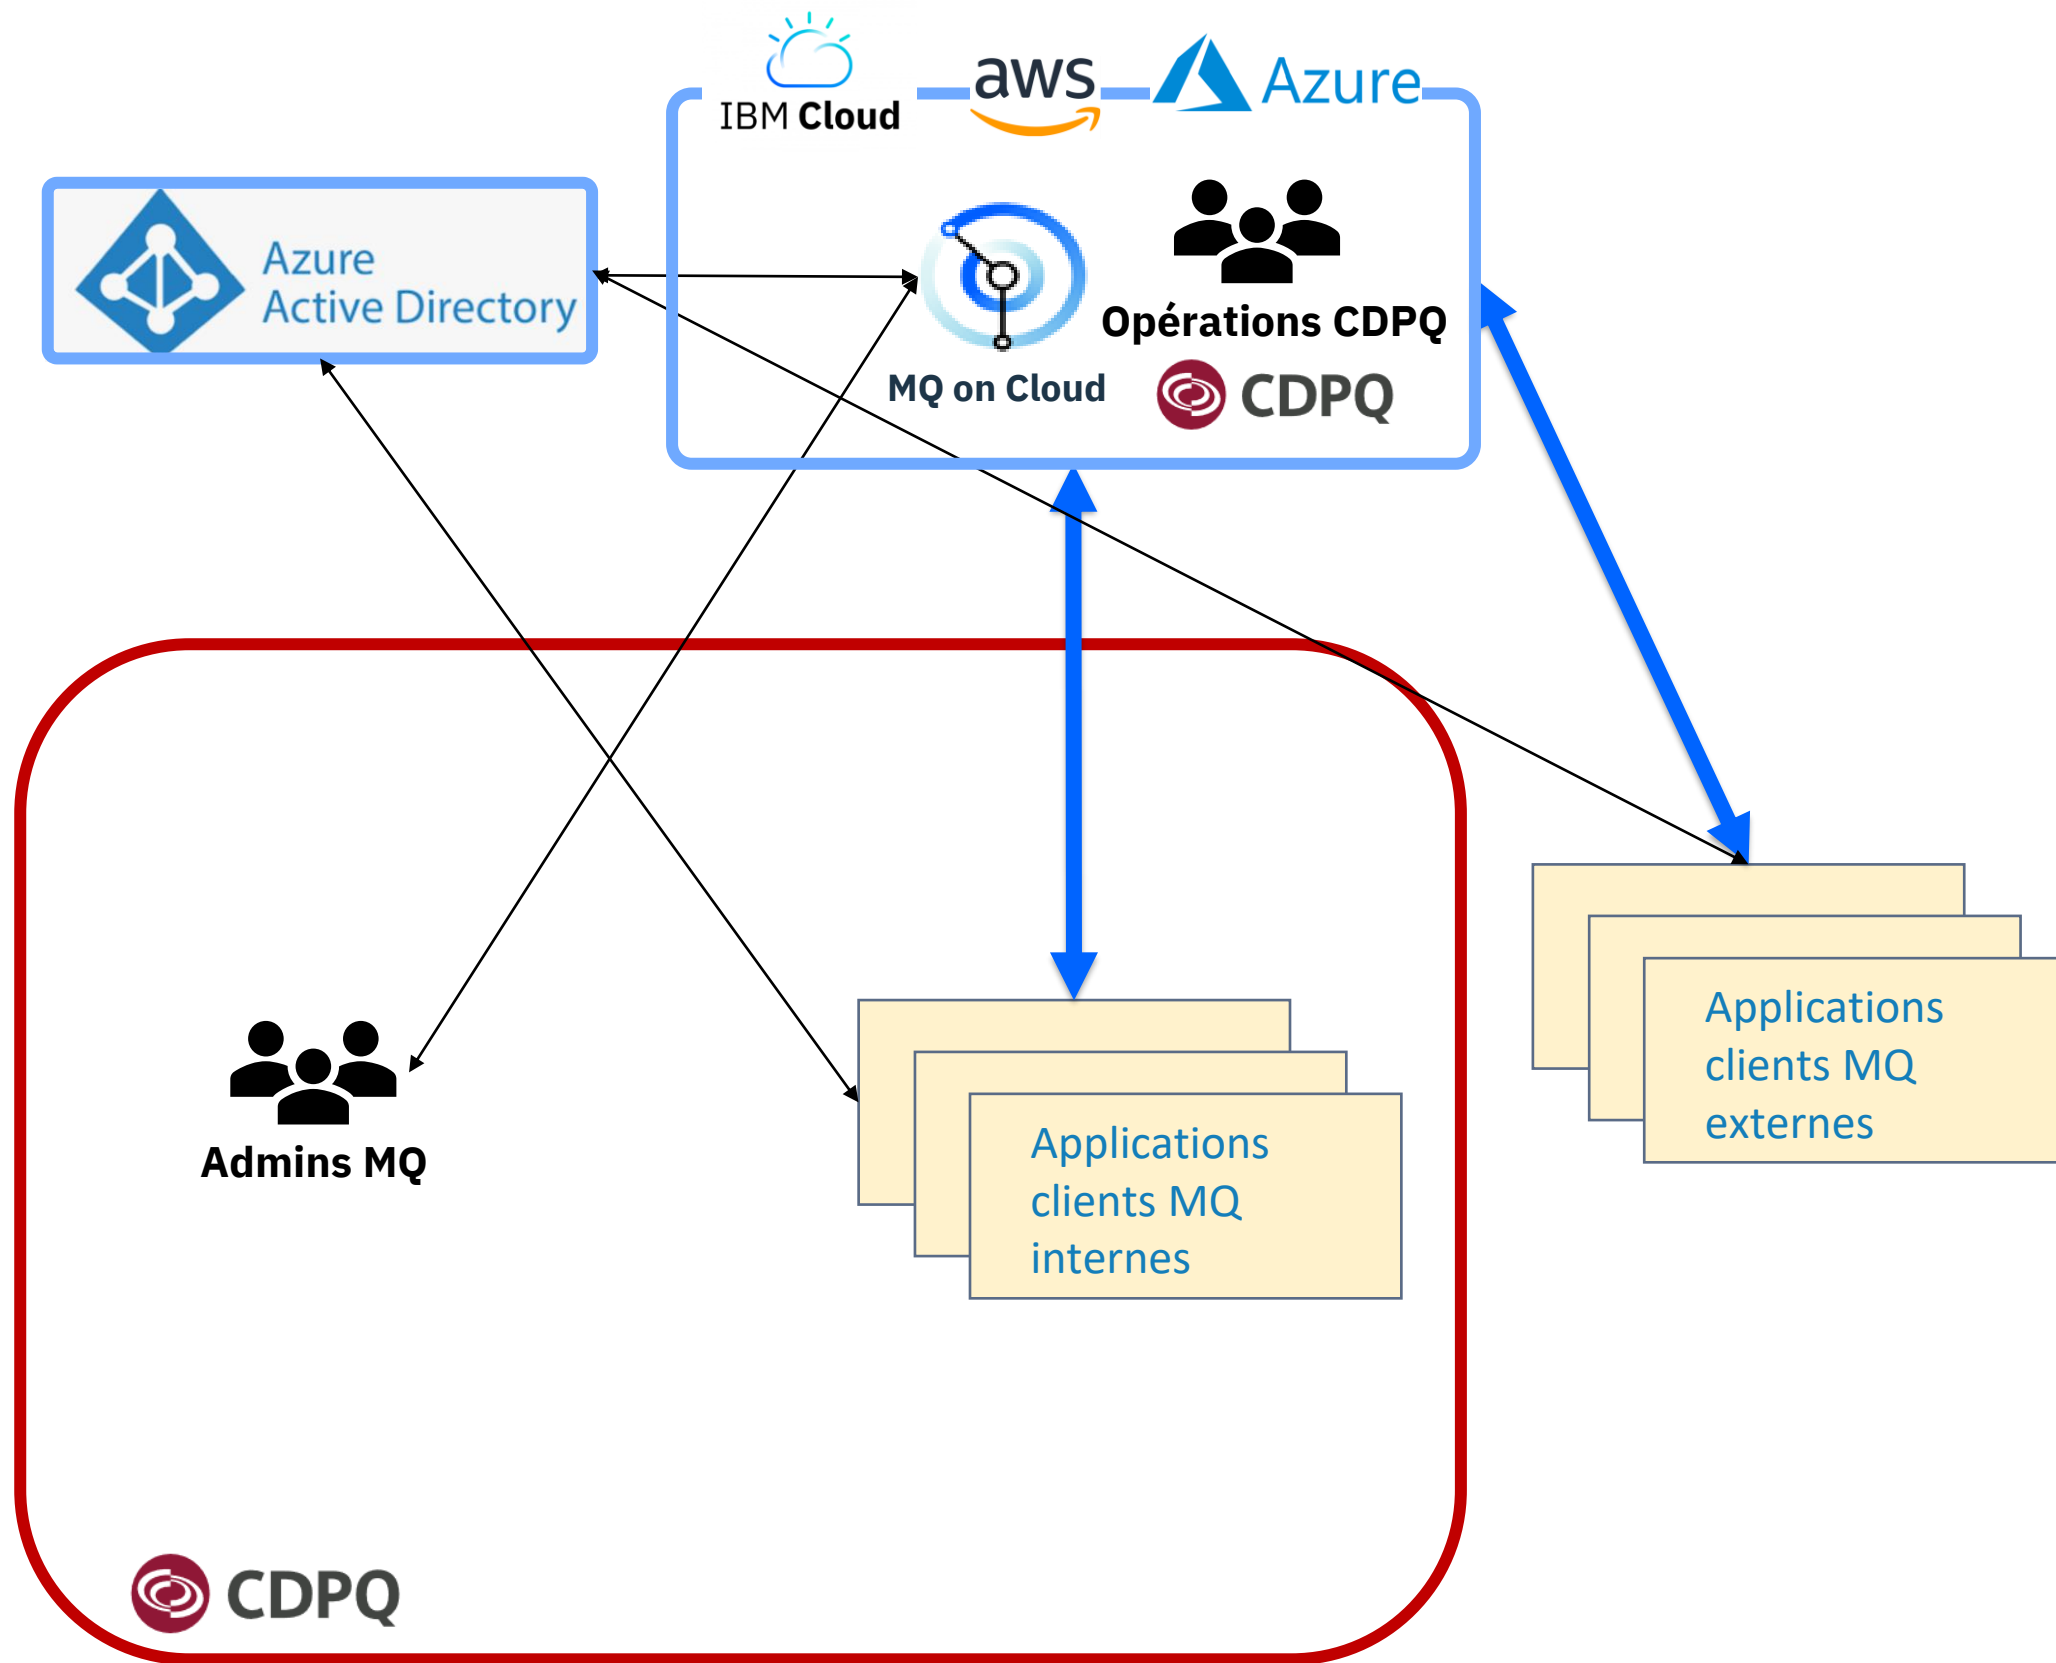 IBM Cloud
aws
Azure
Azure
Active Directory
Opérations CDPQ
MQ on Cloud
CDPQ
Applications
clients MQ
externes
Admins MQ
Applications
clients MQ
internes
CDPQ